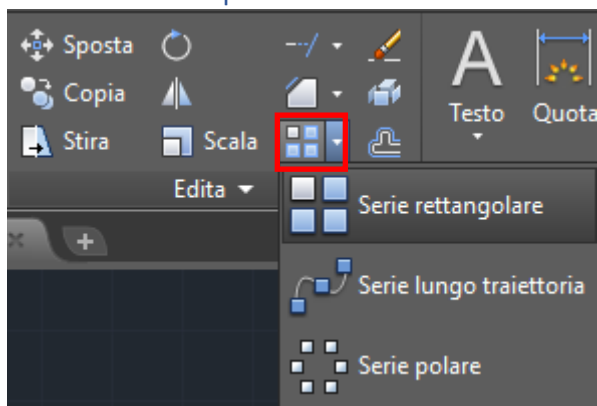 Sposta
Copia
Stira
Scala
Testo
Quota
Edita
Serie rettangolare
Serie lungo traiettoria
Serie polare